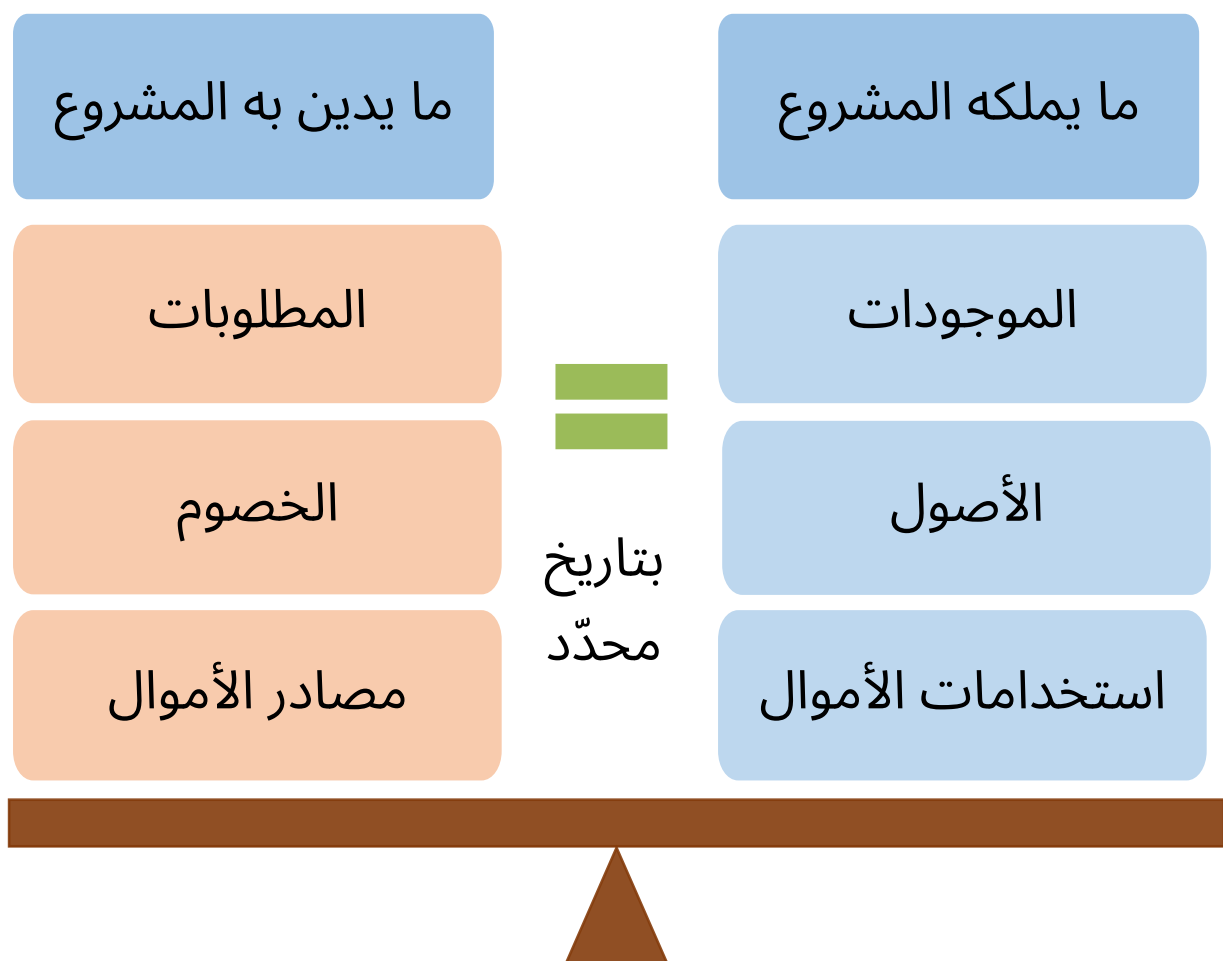 ما يملكه المشروع
ما يدين به المشروع
الموجودات
المطلوبات
الأصول
الخصوم
بتاريخ
محدّد
استخدامات الأموال
مصادر الأموال